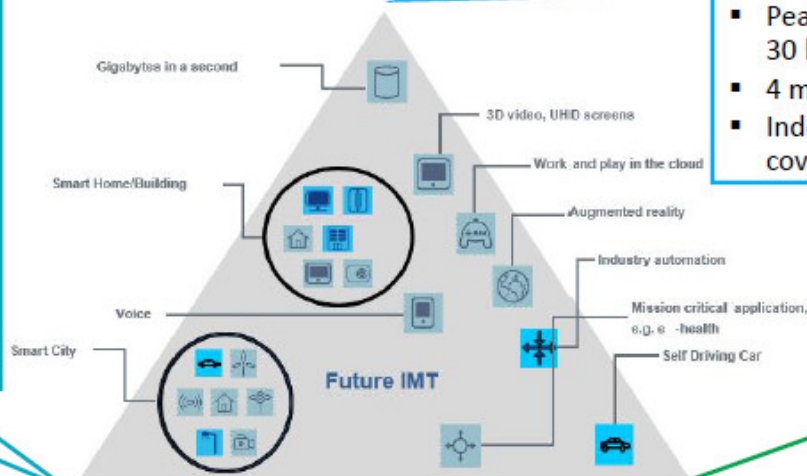 Gigabytes in a second
3D video, UHD screens
Smart Home/Building
Work and play in the cloud
Augmented reality
Industry automation
Voice
Mission critical application,
e.g. e -health
Smart City
Self Driving Car
Future IMT
▪ Pea
30
▪ 4 m
▪ Ind
cov